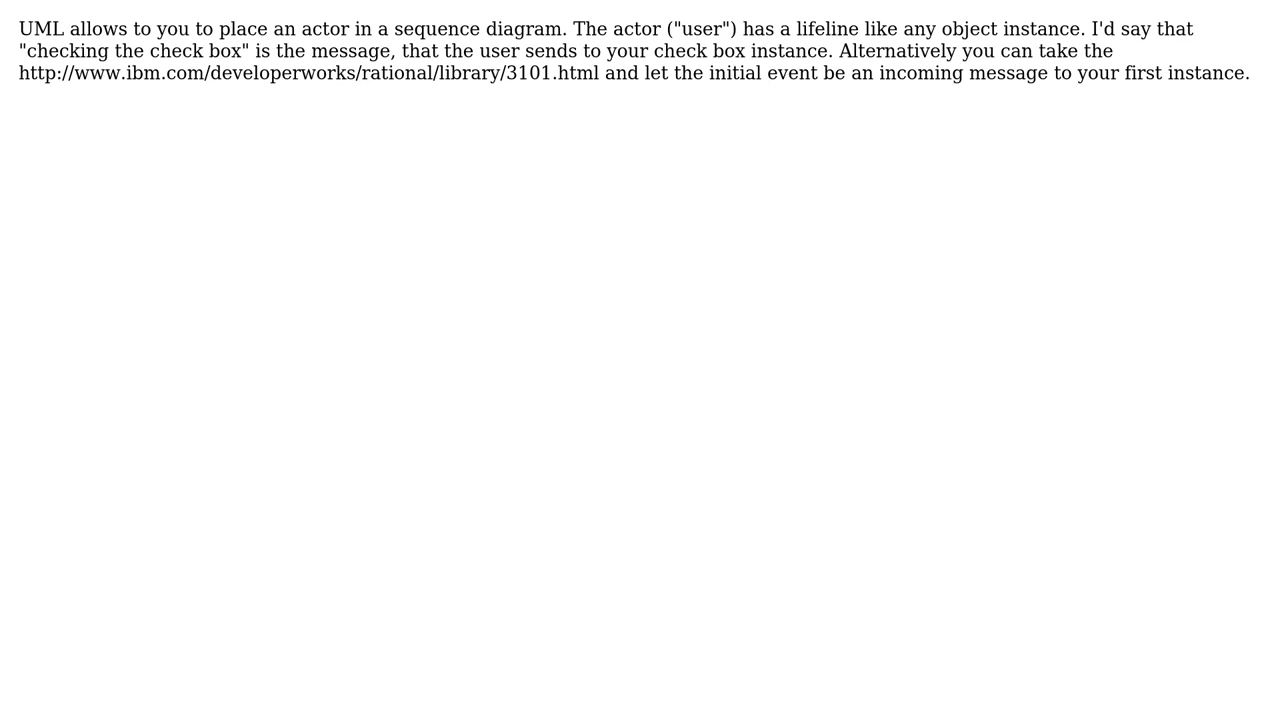 UML allows to you to place an actor in a sequence diagram. The actor ("user") has a lifeline like any object instance. I'd say that
"checking the check box" is the message, that the user sends to your check box instance. Alternatively you can take the
http://www.ibm.com/developerworks/rational/library/3101.html and let the initial event be an incoming message to your first instance.